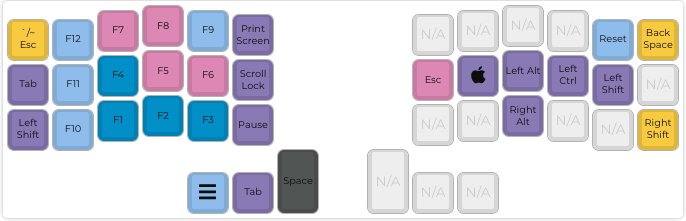 `/~ Esc
F12
F7
F8
F9
Print Screen
N/A
N/A
N/A
N/A
Reset
Back Space
Tab
F11
F4
F5
F6
Scroll Lock
Esc
Left Alt
Left Ctrl
Left Shift
N/A
Left Shift
F10
F1
F2
F3
Pause
N/A
N/A
Right Alt
N/A
N/A
Right Shift
Tab
Space
N/A
N/A
N/A